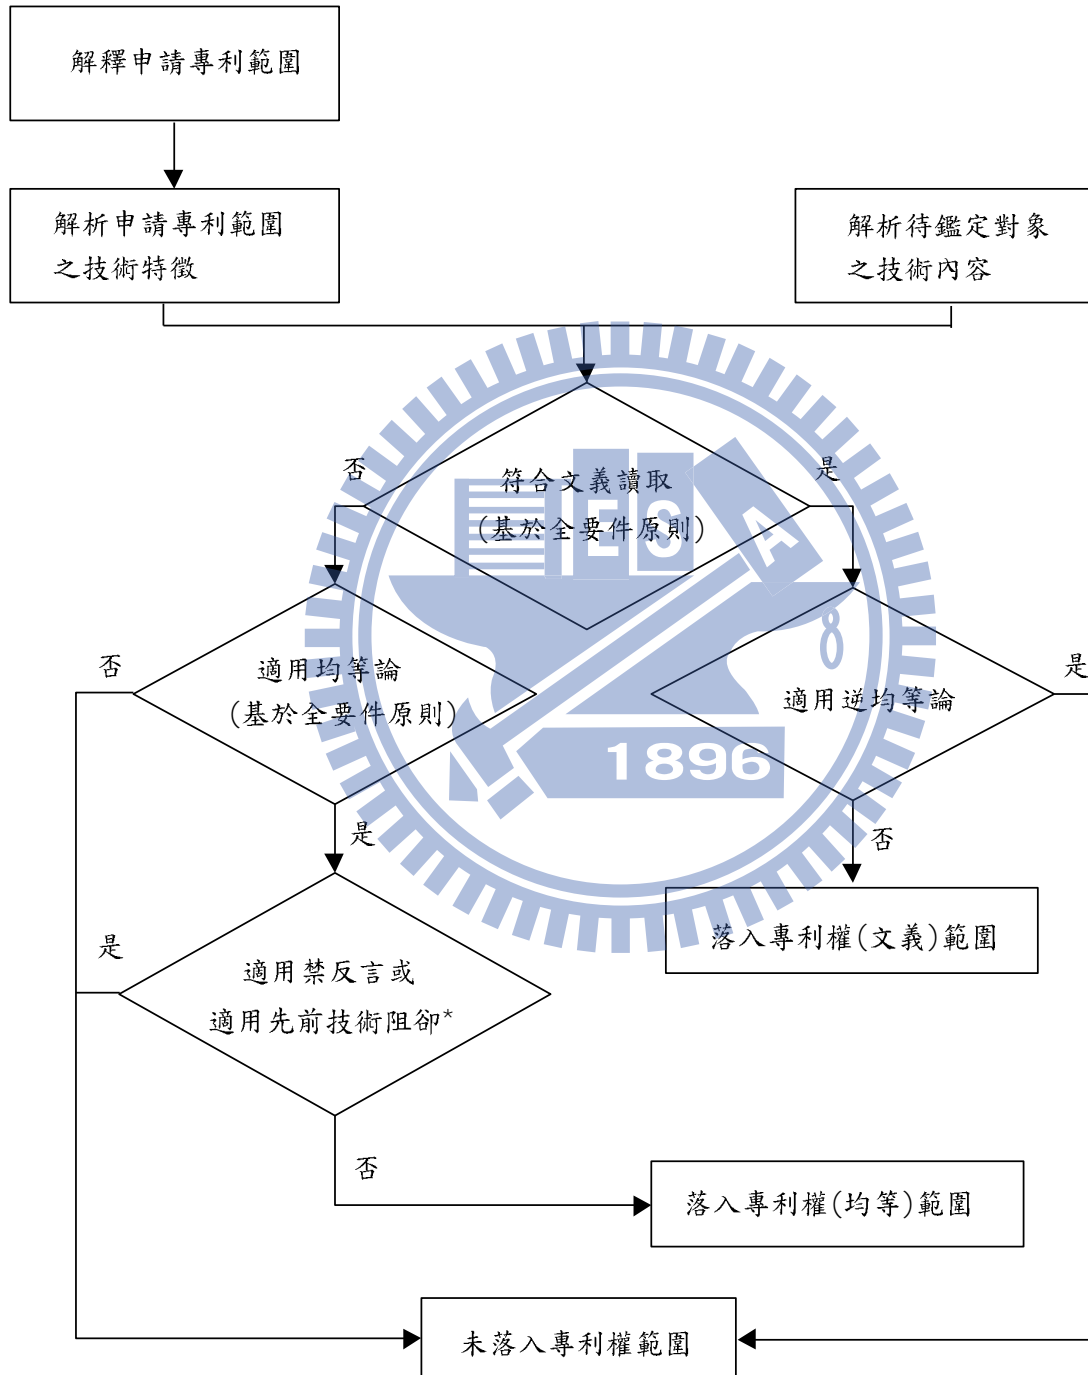 解釋申請專利範圍
解析申請專利範圍
之技術特徵
解析待鑑定對象
之技術內容
否
是
符合文義讀取
(基於全要件原則)
ES
A
8
否
適用均等論
(基於全要件原則)
適用逆均等論
是
1896
是
否
落入專利權(文義)範圍
是
適用禁反言或
適用先前技術阻卻*
否
落入專利權(均等)範圍
未落入專利權範圍